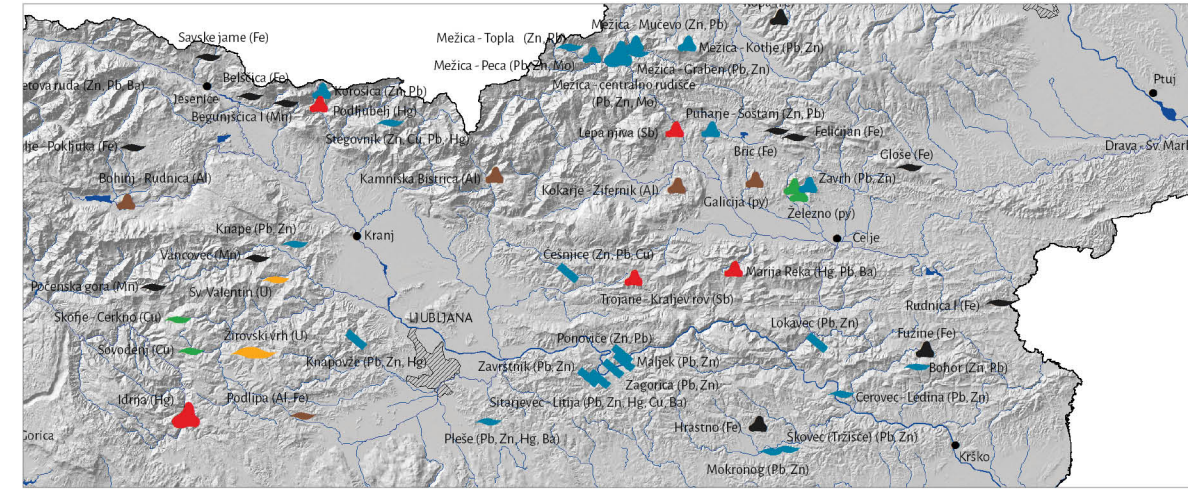 Mežica - Mučevo (Zn, Pb)
Savske jame (Fe)
Mežica - Topla (Zn, Pb)
Mežica - Kotlje (Pb, Zn)
Mežica - Peca (Pb, Zn, Mo)
Mežica - Graben (Pb, Zn)
Belščica (Fe)
etova ruda (Zn, Pb, Ba)
Korošica (Zn, Pb)
Mežica - centralno rudišče
(Pb, Zn, Mo)
Ptuj
Jesenice
Begunjščica I (Mn)
Podljubelj (Hg)
Puharje - Šoštanj (Zn, Pb)
Stegovnik (Zn, Cu, Pb, Hg)
Lepa njiva (Sb)
Felicijan (Fe)
lje - Pokljuka (Fe)
Bric (Fe)
Gloše (Fe)
Drava - Sv. Mark
Bohinj - Rudnica (Al)
Kamniška Bistrica (Al)
Kokarje - Žifernik (Al)
Zavrh (Pb, Zn)
Galicija (py)
Železno (py)
Knape (Pb, Zn)
Kranj
Celje
Vancovec (Mn)
Češnjice (Zn, Pb, Cu)
Marija Reka (Hg, Pb, Ba)
Počenska gora (Mn)
Sv. Valentin (U)
Trojane - Kraljev rov (Sb)
Rudnica I (Fe)
Škofje - Cerkno (Cu)
LJUBLJANA
Lokavec (Pb, Zn)
Žirovski vrh (U)
Ponoviče (Zn, Pb)
Fužine (Fe)
Sovodenj (Cu)
Knapovže (Pb, Zn, Hg)
Zavrstnik (Pb, Zn)
Maljek (Pb, Zn)
Bohor (Zn, Pb)
Zagorica (Pb, Zn)
Idrija (Hg)
Podlipa (Al, Fe)
Sitarjevec - Litija (Pb, Zn, Hg, Cu, Ba)
Cerovec - Ledina (Pb, Zn)
Gorica
Pleše (Pb, Zn, Hg, Ba)
Hrastno (Fe)
Škovec (Tržišče) (Pb, Zn)
Krško
Mokronog (Pb, Zn)